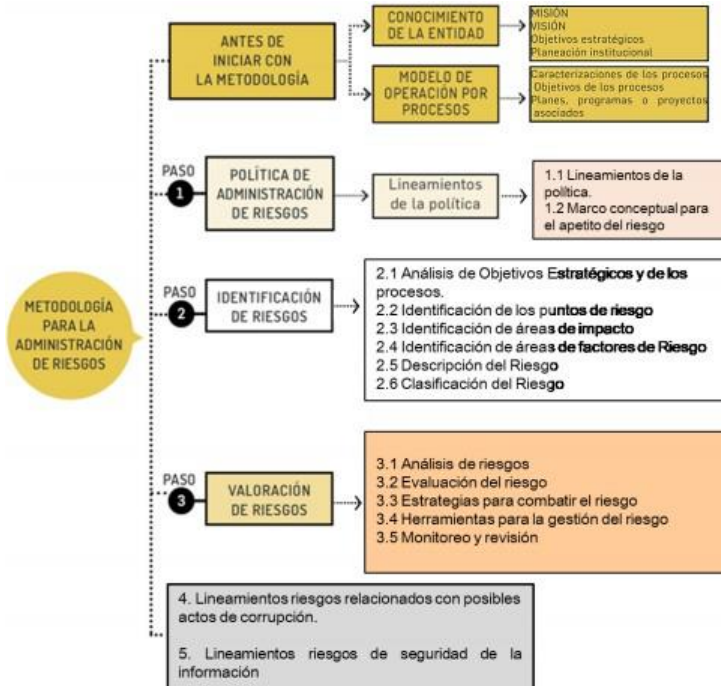 ANTES DE
INICIAR CON
LA METODOLOGÍA
CONOCIMIENTO
DE LA ENTIDAD
MISIÓN
VISIÓN
Objetivos estratégicos
Planeación institucional
MODELO DE
OPERACIÓN POR
PROCESOS
Caracterizaciones de los procesos
Objetivos de los procesos
Planes, programas o proyectos
asociados
METODOLOGÍA
PARA LA
ADMINISTRACIÓN
DE RIESGOS
PASO
1
POLÍTICA DE
ADMINISTRACIÓN
DE RIESGOS
Lineamientos
de la política
1.1 Lineamientos de la
política.
1.2 Marco conceptual para
el apetito del riesgo
PASO
2
IDENTIFICACIÓN
DE RIESGOS
2.1 Análisis de Objetivos Estratégicos y de los
procesos.
2.2 Identificación de los puntos de riesgo
2.3 Identificación de áreas de impacto
2.4 Identificación de áreas de factores de Riesgo
2.5 Descripción del Riesgo
2.6 Clasificación del Riesgo
PASO
3
VALORACIÓN
DE RIESGOS
3.1 Análisis de riesgos
3.2 Evaluación del riesgo
3.3 Estrategias para combatir el riesgo
3.4 Herramientas para la gestión del riesgo
3.5 Monitoreo y revisión
4. Lineamientos riesgos relacionados con posibles
actos de corrupción.
5. Lineamientos riesgos de seguridad de la
información